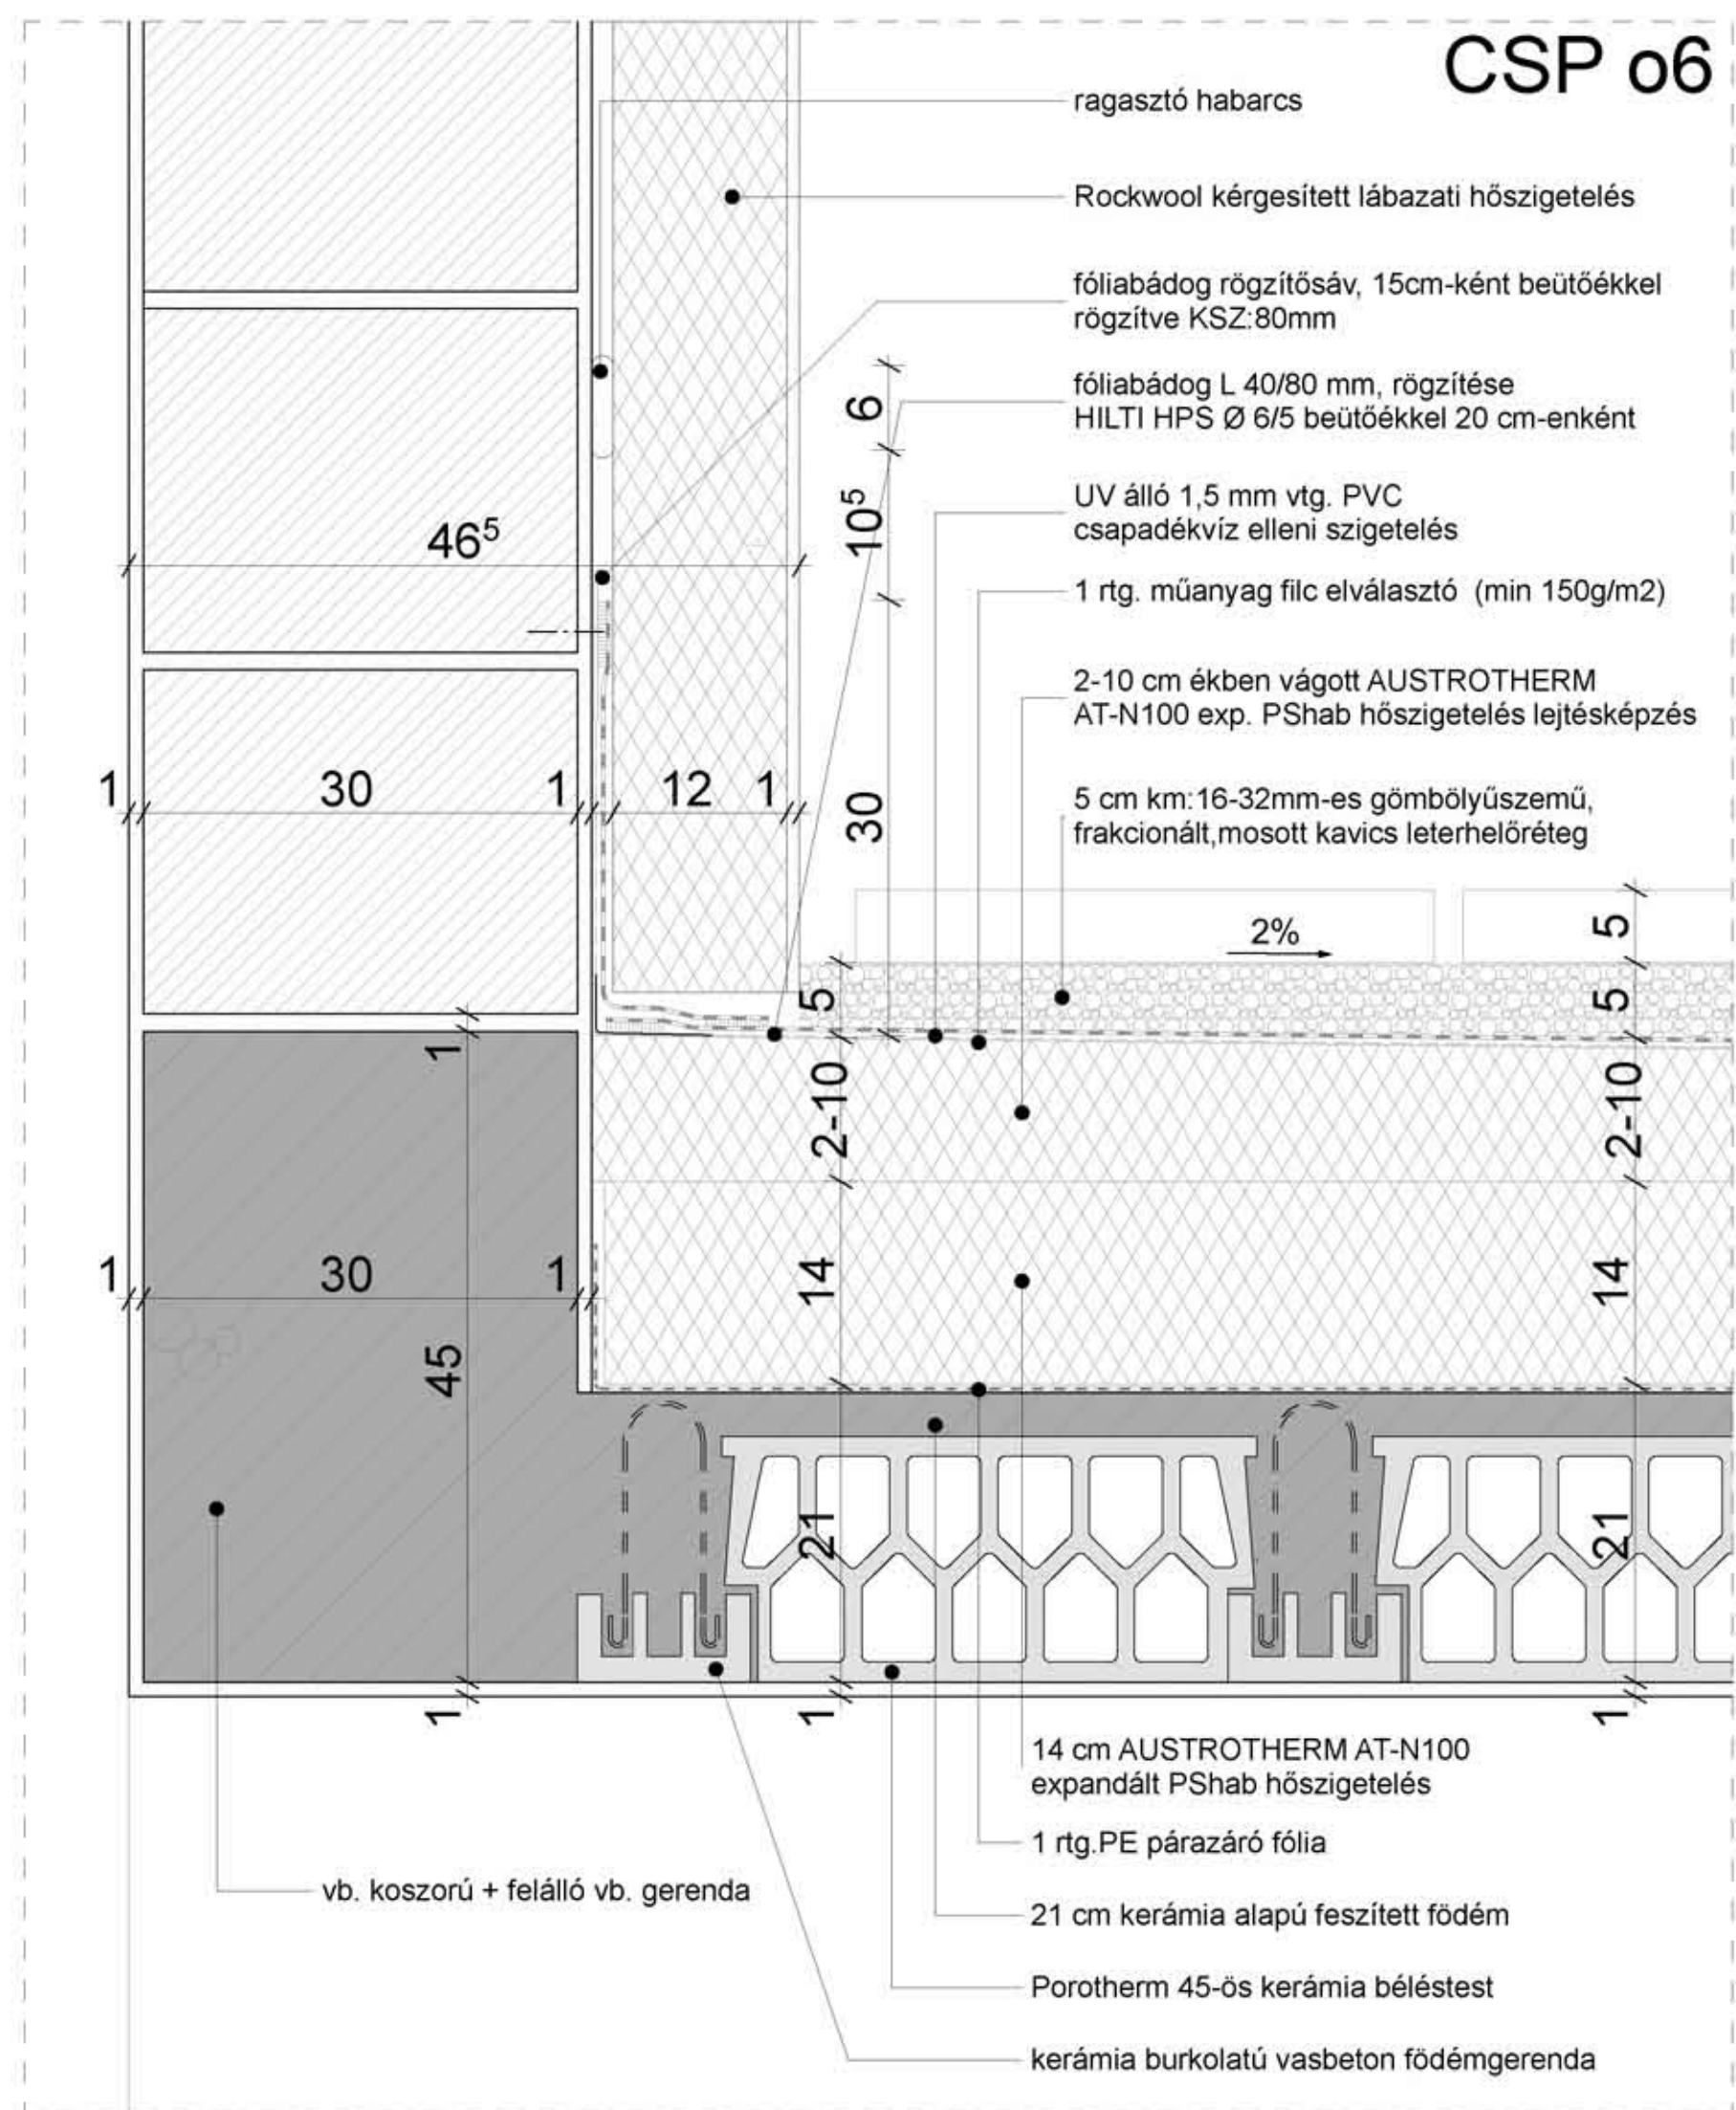 CSP o6
ragasztó habarcs
Rockwool kérgesített lábazati hőszigetelés
fóliabádog rögzítősáv, 15cm-ként beütőékkel
rögzítve KSZ:80mm
6
fóliabádog L 40/80 mm, rögzítése
HILTI HPS Ø 6/5 beütőékkel 20 cm-enként
46⁵
10⁵
UV álló 1,5 mm vtg. PVC
csapadékvíz elleni szigetelés
1 rtg. műanyag filc elválasztó (min 150g/m2)
2-10 cm ékben vágott AUSTROTHERM
AT-N100 exp. PShab hőszigetelés lejtésképzés
1 30 1 12 1
30
5 cm km:16-32mm-es gömbölyűszemű,
frakcionált,mosott kavics leterhelőréteg
2%
5
5
5
1
2-10
2-10
1 30 1
14
14
45
21
21
1
1
1
14 cm AUSTROTHERM AT-N100
expandált PShab hőszigetelés
1 rtg.PE párazáró fólia
vb. koszorú + felálló vb. gerenda
21 cm kerámia alapú feszített födém
Porotherm 45-ös kerámia béléstest
kerámia burkolatú vasbeton födémgerenda